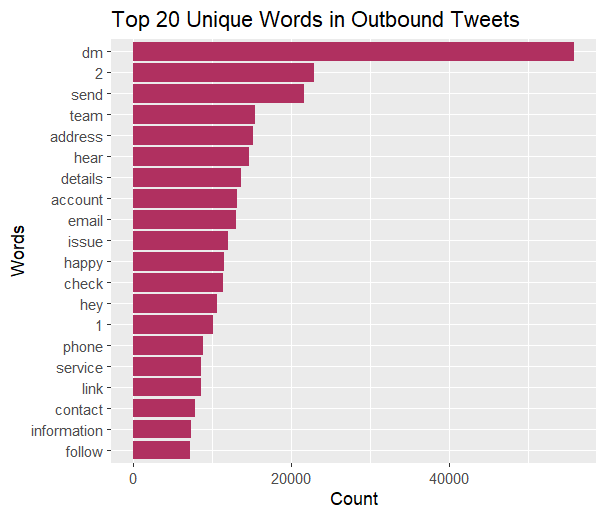 Top 20 Unique Words in Outbound Tweets
Words
dm
2
send
team
address
hear
details
account
email
issue
happy
check
hey
1
phone
service
link
contact
information
follow
0 20000 40000
Count